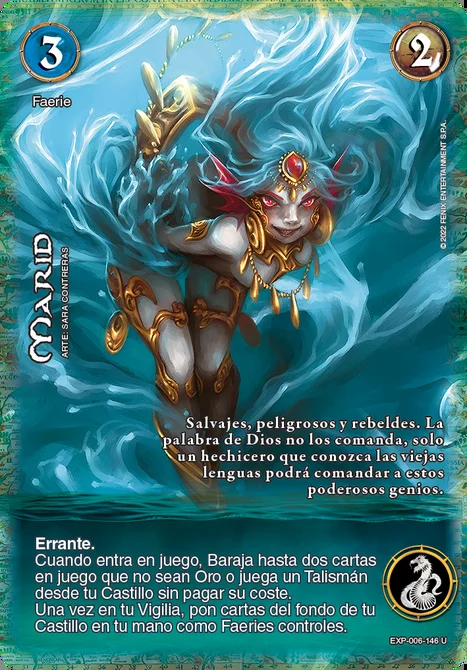 3
2
Faerie
© 2022 FENIX ENTERTAINMENT S.P.A.
MARID
ARTE: SARA CONTRERAS
Salvajes, peligrosos y rebeldes. La
palabra de Dios no los comanda, solo
un hechicero que conozca las viejas
lenguas podrá comandar a estos
poderosos genios.
Errante.
Cuando entra en juego, Baraja hasta dos cartas
en juego que no sean Oro o juega un Talismán
desde tu Castillo sin pagar su coste.
Una vez en tu Vigilia, pon cartas del fondo de tu
Castillo en tu mano como Faeries controles.
EXP-006-146 U